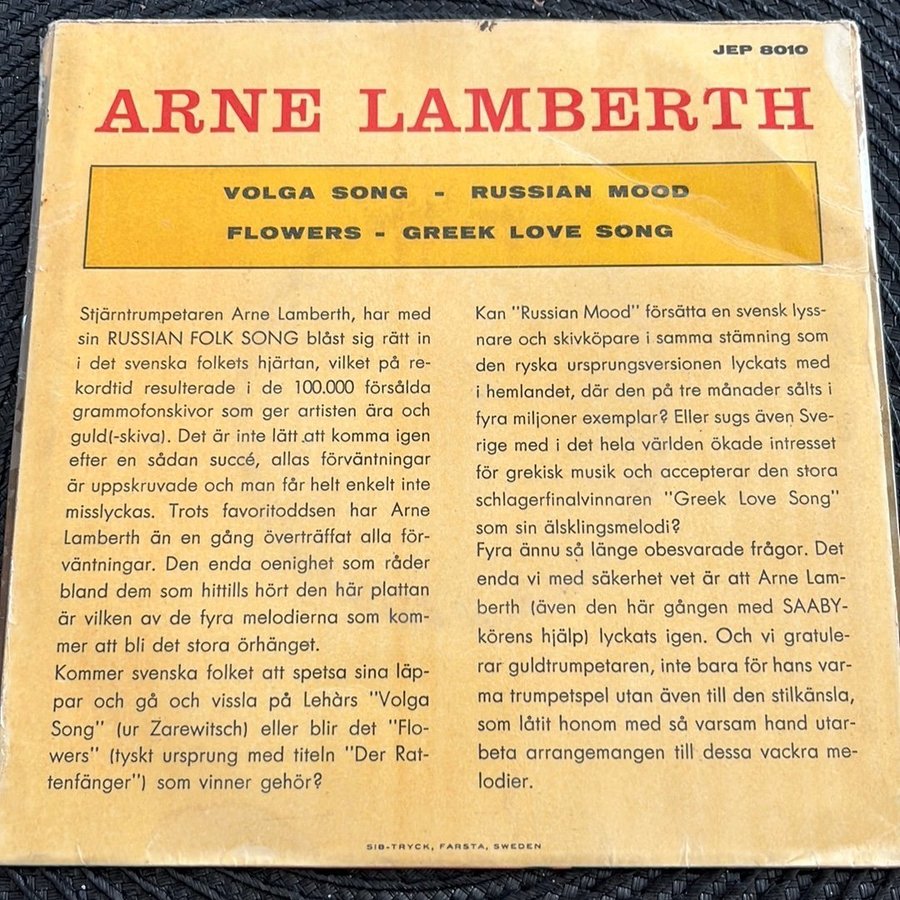 JEP 8010
ARNE LAMBERTH
VOLGA SONG - RUSSIAN MOOD
FLOWERS - GREEK LOVE SONG
Stjärntrumpetaren Arne Lamberth, har med
sin RUSSIAN FOLK SONG blåst sig rätt in
i det svenska folkets hjärtan, vilket på re-
kordtid resulterade i de 100.000 försålda
grammofonskivor som ger artisten ära och
guld(-skiva). Det är inte lätt att komma igen
efter en sådan succé, allas förväntningar
är uppskruvade och man får helt enkelt inte
misslyckas. Trots favoritoddsen har Arne
Lamberth än en gång överträffat alla för-
väntningar. Den enda oenighet som råder
bland dem som hittills hört den här plattan
är vilken av de fyra melodierna som kom-
mer att bli det stora örhänget.
Kommer svenska folket att spetsa sina läp-
par och gå och vissla på Lehàrs "Volga
Song" (ur Zarewitsch) eller blir det "Flo-
wers" (tyskt ursprung med titeln "Der Rat-
tenfänger") som vinner gehör?
Kan "Russian Mood" försätta en svensk lyss-
nare och skivköpare i samma stämning som
den ryska ursprungsversionen lyckats med
i hemlandet, där den på tre månader sålts i
fyra miljoner exemplar? Eller sugs även Sve-
rige med i det hela världen ökade intresset
för grekisk musik och accepterar den stora
schlagerfinalvinnaren "Greek Love Song"
som sin älsklingsmelodi?
Fyra ännu så länge obesvarade frågor. Det
enda vi med säkerhet vet är att Arne Lam-
berth (även den här gången med SAABY-
körens hjälp) lyckats igen. Och vi gratule-
rar guldtrumpetaren, inte bara för hans var-
ma trumpetspel utan även till den stilkänsla,
som låtit honom med så varsam hand utar-
beta arrangemangen till dessa vackra me-
lodier.
SIB-TRYCK, FARSTA, SWEDEN